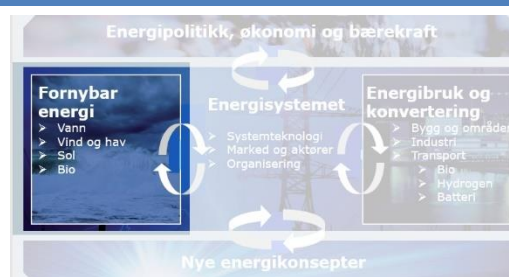 Energipolitikk, økonomi og bærekraft
Fornybar
energi
➢ Vann
➢ Vind og hav
➢ Sol
➢ Bio
Energisystemet
➢ Systemteknologi
➢ Marked og aktører
➢ Organisering
Energibruk og
konvertering
➢ Bygg og områder
➢ Industri
➢ Transport
➢ Bio
➢ Hydrogen
➢ Batteri
Nye energikonsepter